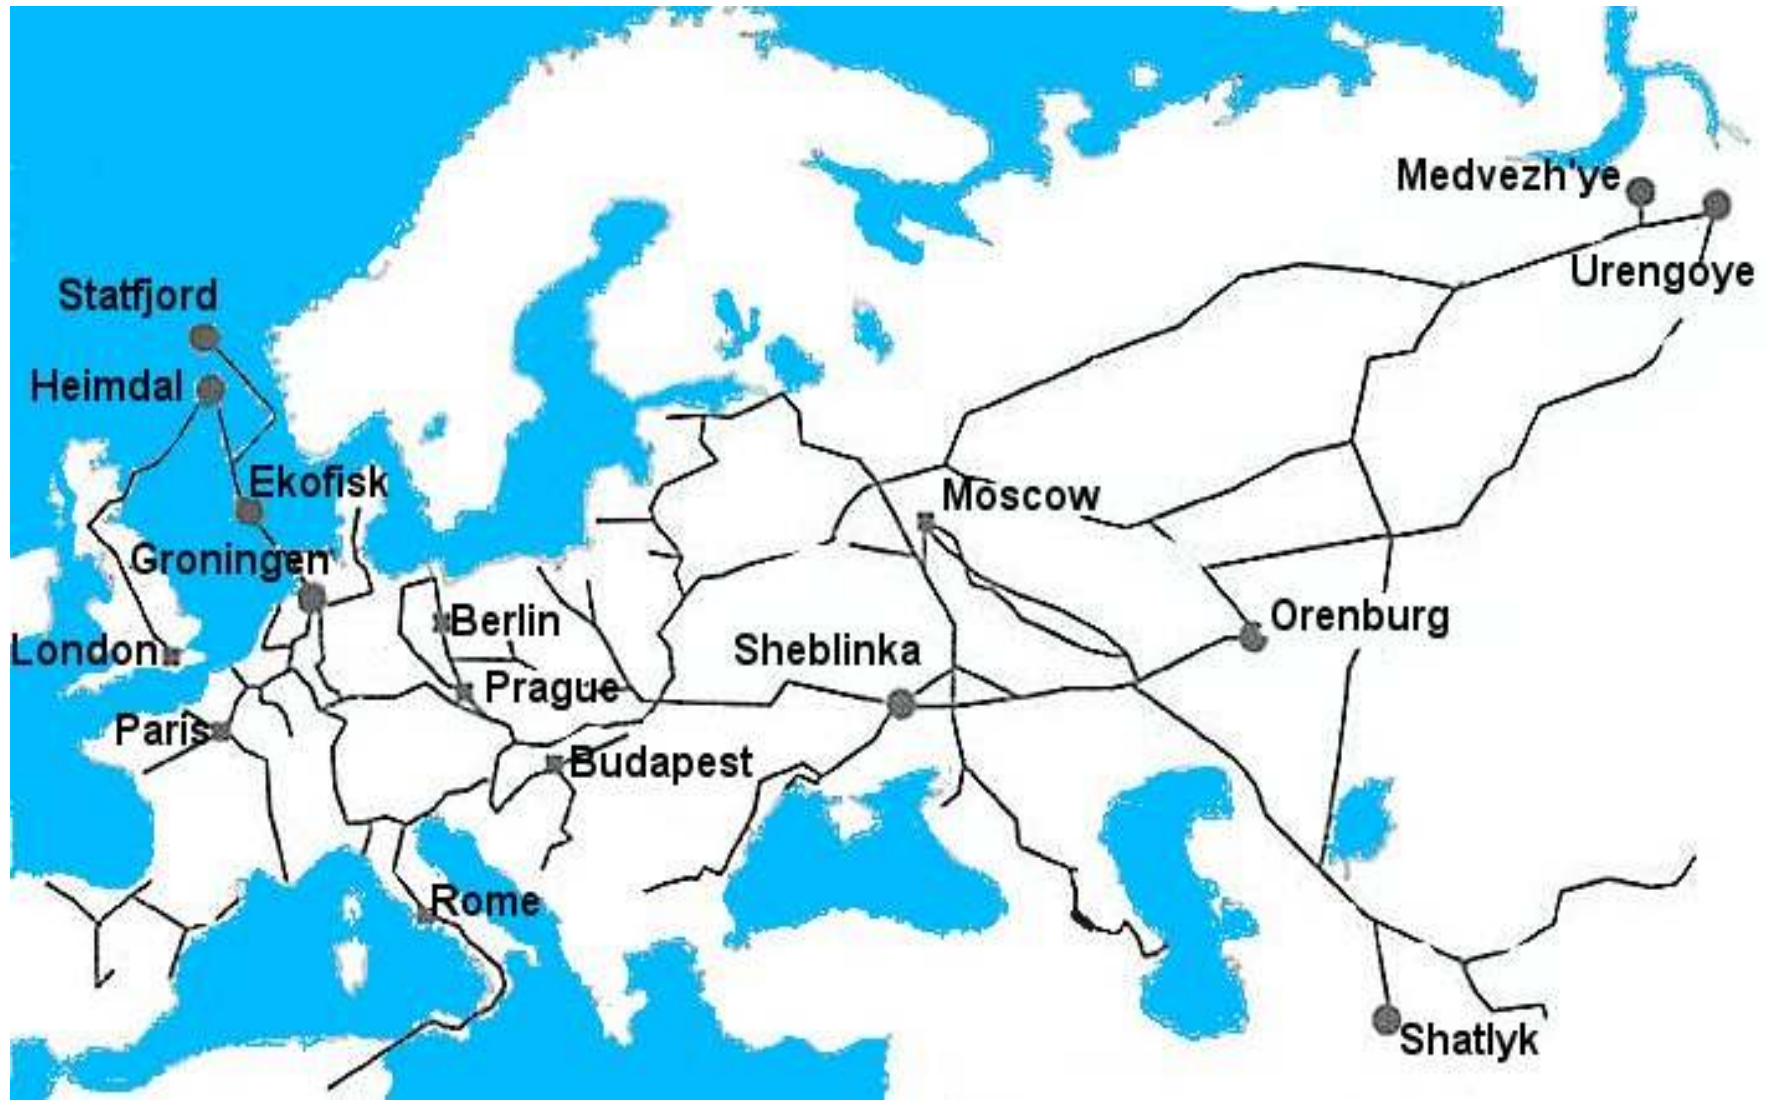 Medvezh'ye
Urengoye
Statfjord
Heimdal
Ekofisk
Moscow
Groningen
Orenburg
Berlin
London
Sheblinka
Prague
Paris
Budapest
Rome
Shatlyk